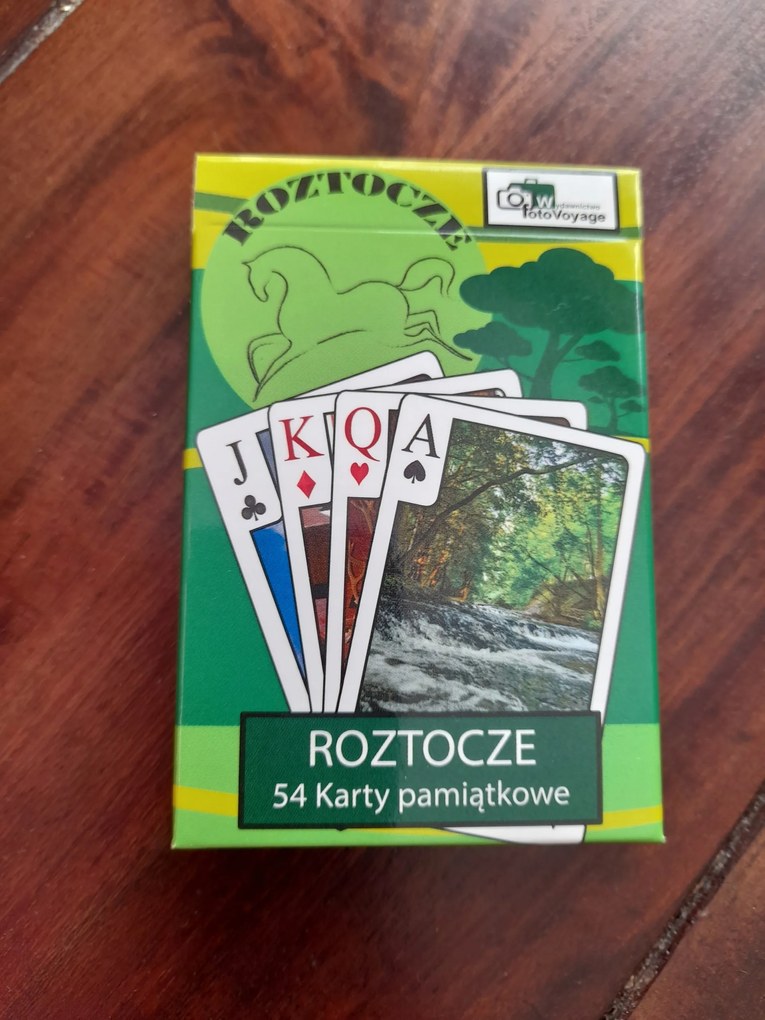 ROZTOCZE
Wydawnictwo
fotoVoyage
J
K
Q
A
ROZTOCZE
54 Karty pamiątkowe